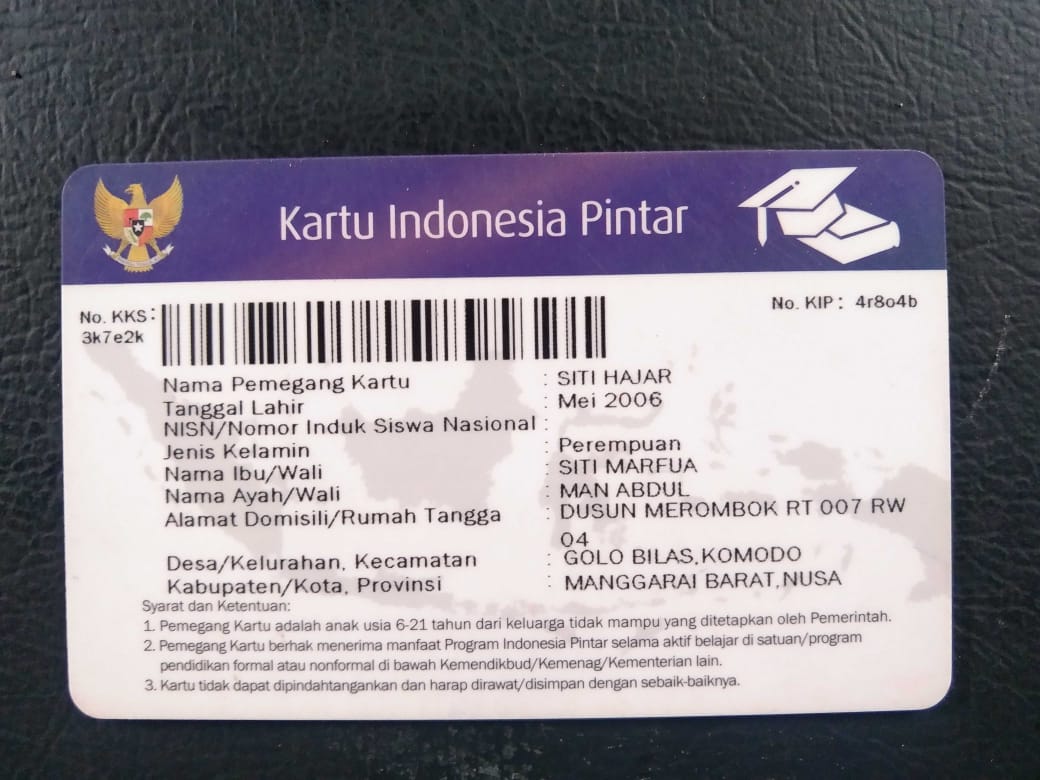 Kartu Indonesia Pintar
No. KKS:
3k7e2k
No. KIP : 4r8o4b
Nama Pemegang Kartu : SITI HAJAR
Tanggal Lahir : Mei 2006
NISN/Nomor Induk Siswa Nasional :
Jenis Kelamin : Perempuan
Nama Ibu/Wali : SITI MARFUA
Nama Ayah/Wali : MAN ABDUL
Alamat Domisili/Rumah Tangga : DUSUN MEROMBOK RT 007 RW
04
Desa/Kelurahan, Kecamatan : GOLO BILAS,KOMODO
Kabupaten/Kota, Provinsi : MANGGARAI BARAT,NUSA
Syarat dan Ketentuan:
1. Pemegang Kartu adalah anak usia 6-21 tahun dari keluarga tidak mampu yang ditetapkan oleh Pemerintah.
2. Pemegang Kartu berhak menerima manfaat Program Indonesia Pintar selama aktif belajar di satuan/program
pendidikan formal atau nonformal di bawah Kemendikbud/Kemenag/Kementerian lain.
3. Kartu tidak dapat dipindahtangankan dan harap dirawat/disimpan dengan sebaik-baiknya.